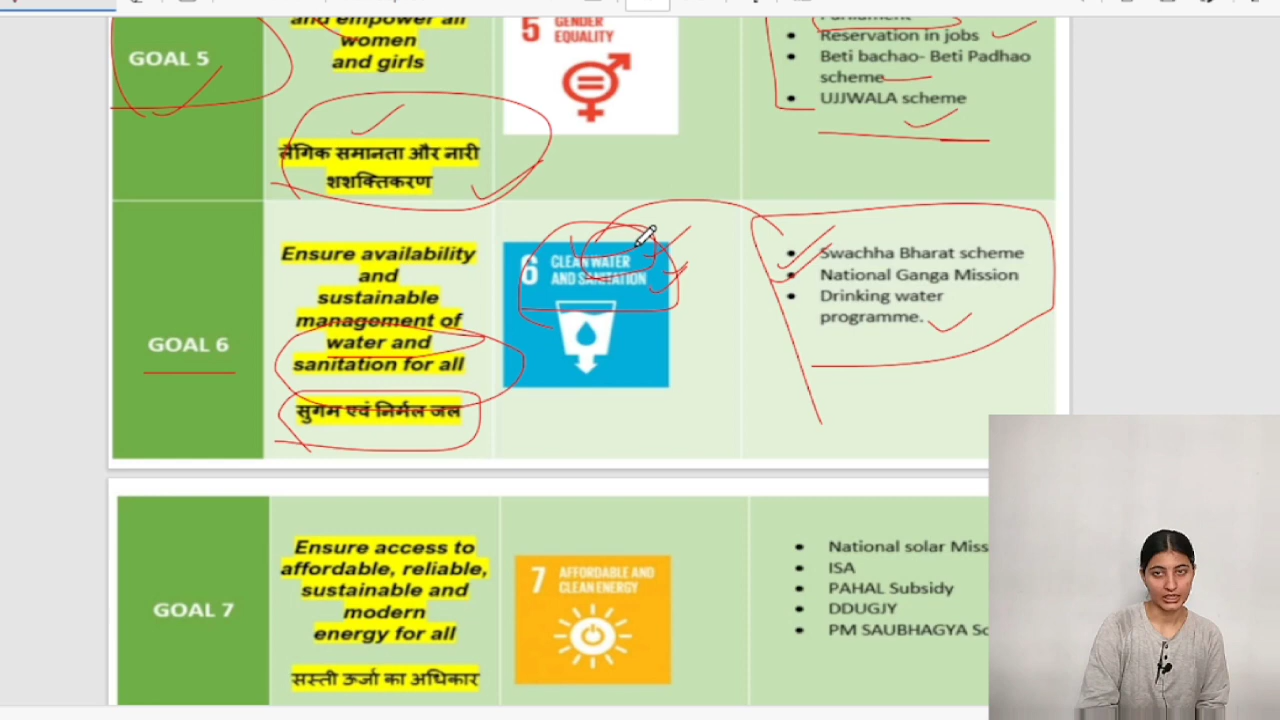 and empower all
women
and girls
GOAL 5
लैंगिक समानता और नारी
शशक्तिकरण
5 GENDER
EQUALITY
Parliament
Reservation in jobs
Beti bachao- Beti Padhao
scheme
UJJWALA scheme
GOAL 6
Ensure availability
and
sustainable
management of
water and
sanitation for all
सुगम एवं निर्मल जल
6 CLEAN WATER
AND SANITATION
Swachha Bharat scheme
National Ganga Mission
Drinking water
programme.
GOAL 7
Ensure access to
affordable, reliable,
sustainable and
modern
energy for all
सस्ती ऊर्जा का अधिकार
7 AFFORDABLE AND
CLEAN ENERGY
National solar Miss
ISA
PAHAL Subsidy
DDUGJY
PM SAUBHAGYA Sc